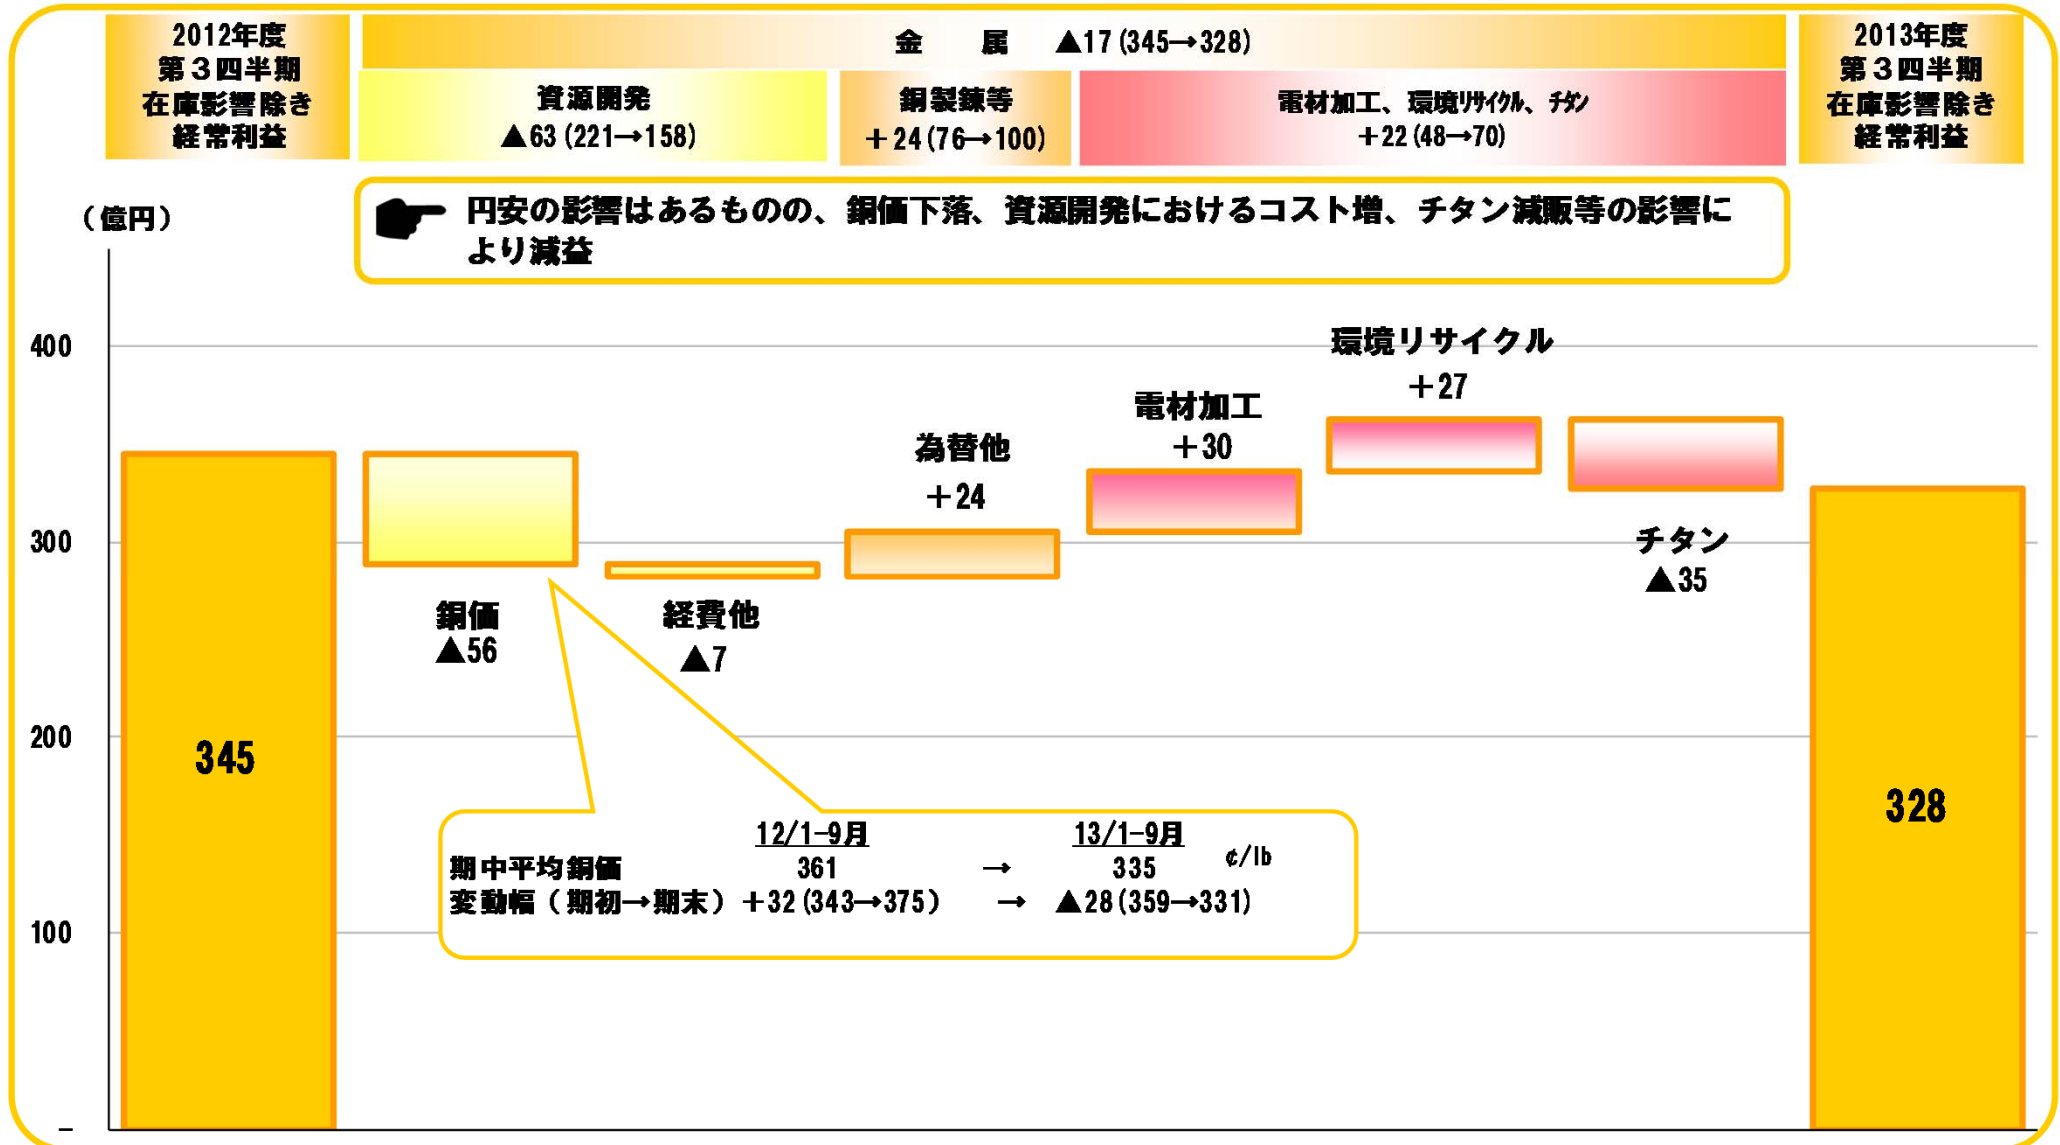 2012年度
第３四半期
在庫影響除き
経常利益
金　属　▲17(345→328)
資源開発
▲63(221→158)
銅製錬等
＋24(76→100)
電材加工、環境ﾘｻｲｸﾙ、ﾁﾀﾝ
＋22(48→70)
2013年度
第３四半期
在庫影響除き
経常利益
（億円）
円安の影響はあるものの、銅価下落、資源開発におけるコスト増、チタン減販等の影響に
より減益
400
300
200
100
－
345
銅価
▲56
経費他
▲7
為替他
＋24
電材加工
＋30
環境リサイクル
＋27
チタン
▲35
328
12/1-9月　13/1-9月
期中平均銅価　361　→　335　¢/lb
変動幅（期初→期末）＋32(343→375)　→　▲28(359→331)